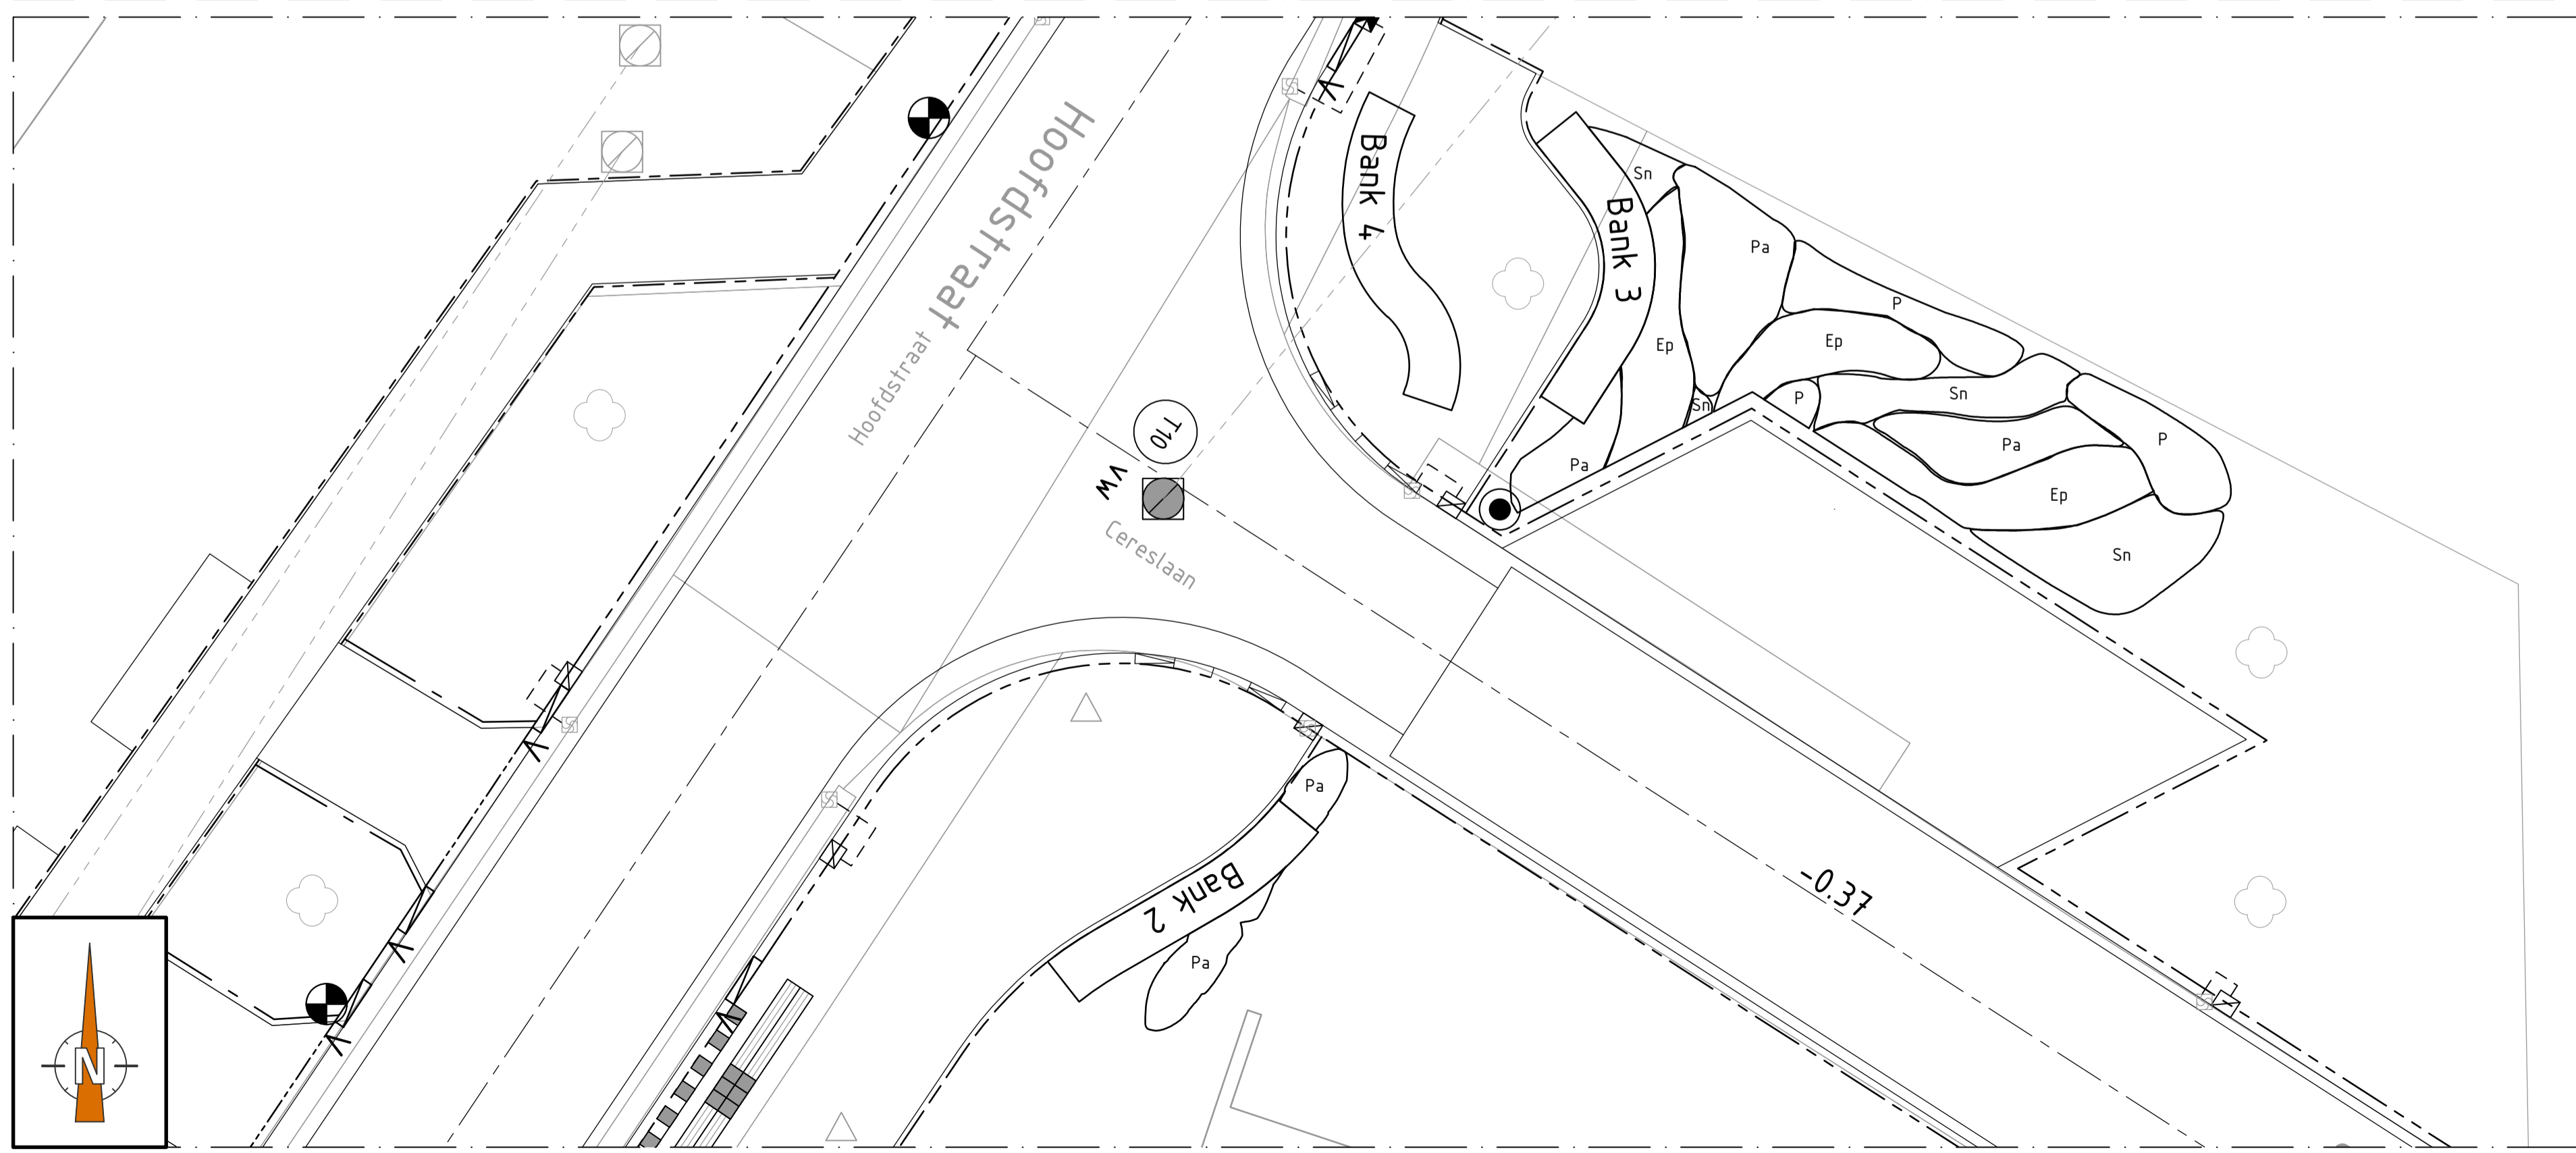 Hoofdstraat
Hoofdstraat
Bank 4
Bank 3
Sn
Pa
P
Ep
Ep
Sn
P
Sn
Pa
P
Pa
Ep
Sn
T10
VW
Cereslaan
V
V
V
V
V
Pa
Bank 2
Pa
-0.37
N
S
S
S
S
S
S
S